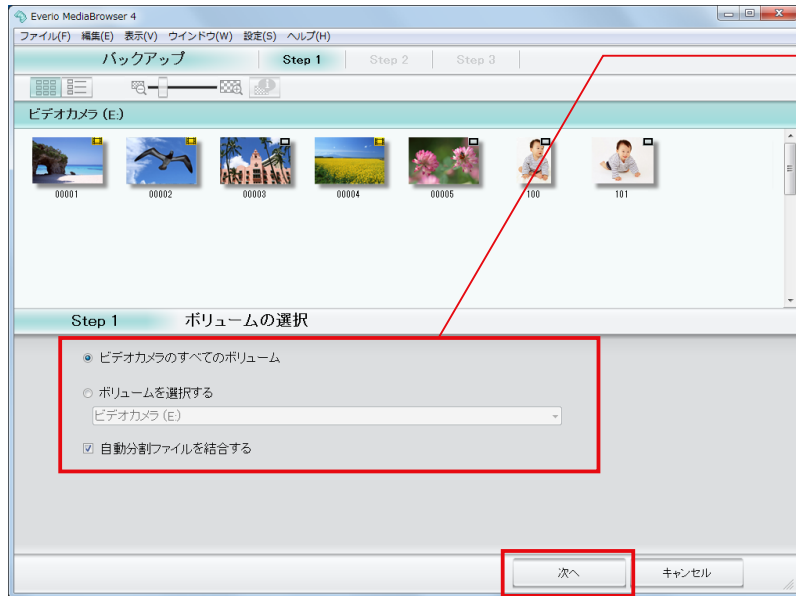 Everio MediaBrowser 4
ファイル(F) 編集(E) 表示(V) ウインドウ(W) 設定(S) ヘルプ(H)
バックアップ Step 1 Step 2 Step 3
ビデオカメラ (E:)
00001 00002 00003 00004 00005 100 101
Step 1 ボリュームの選択
ビデオカメラのすべてのボリューム
ボリュームを選択する
ビデオカメラ (E:)
自動分割ファイルを結合する
次へ キャンセル